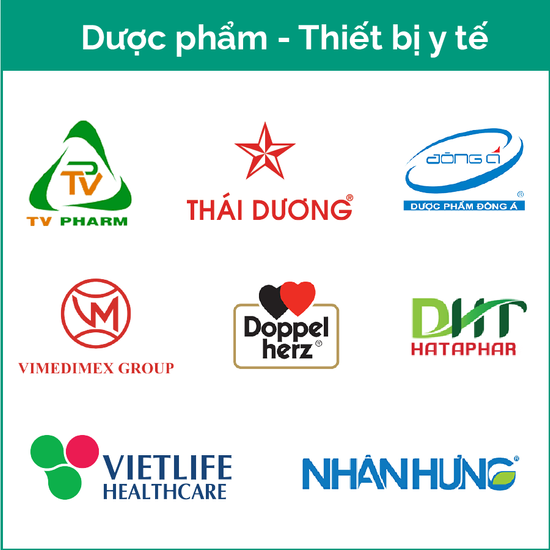 Dược phẩm - Thiết bị y tế
TV
TV PHARM
THÁI DƯƠNG®
ĐÔNG Á
®
DƯỢC PHẨM ĐÔNG Á
VM
VIMEDIMEX GROUP
Doppel
herz®
DHT
HATAPHAR
VIETLIFE
HEALTHCARE
NHÂN HƯNG®